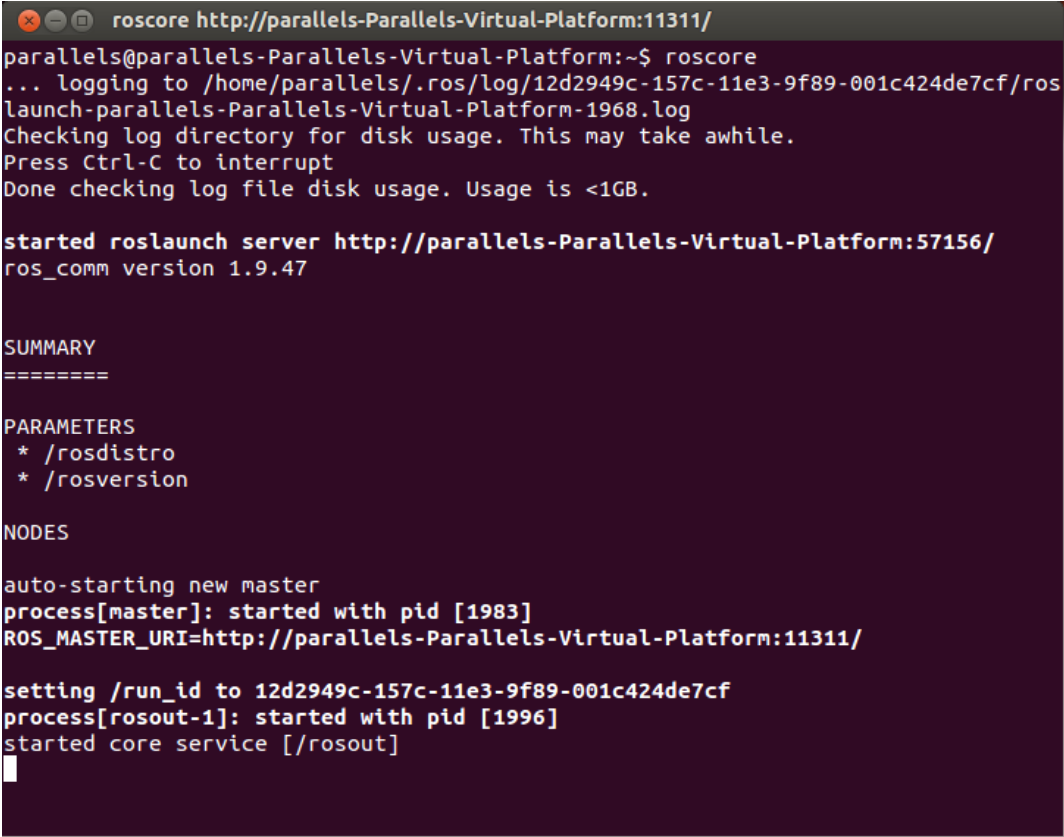 roscore http://parallels-Parallels-Virtual-Platform:11311/
parallels@parallels-Parallels-Virtual-Platform:~$ roscore
... logging to /home/parallels/.ros/log/12d2949c-157c-11e3-9f89-001c424de7cf/ros
launch-parallels-Parallels-Virtual-Platform-1968.log
Checking log directory for disk usage. This may take awhile.
Press Ctrl-C to interrupt
Done checking log file disk usage. Usage is <1GB.
started roslaunch server http://parallels-Parallels-Virtual-Platform:57156/
ros_comm version 1.9.47
SUMMARY
========
PARAMETERS
 * /rosdistro
 * /rosversion
NODES
auto-starting new master
process[master]: started with pid [1983]
ROS_MASTER_URI=http://parallels-Parallels-Virtual-Platform:11311/
setting /run_id to 12d2949c-157c-11e3-9f89-001c424de7cf
process[rosout-1]: started with pid [1996]
started core service [/rosout]